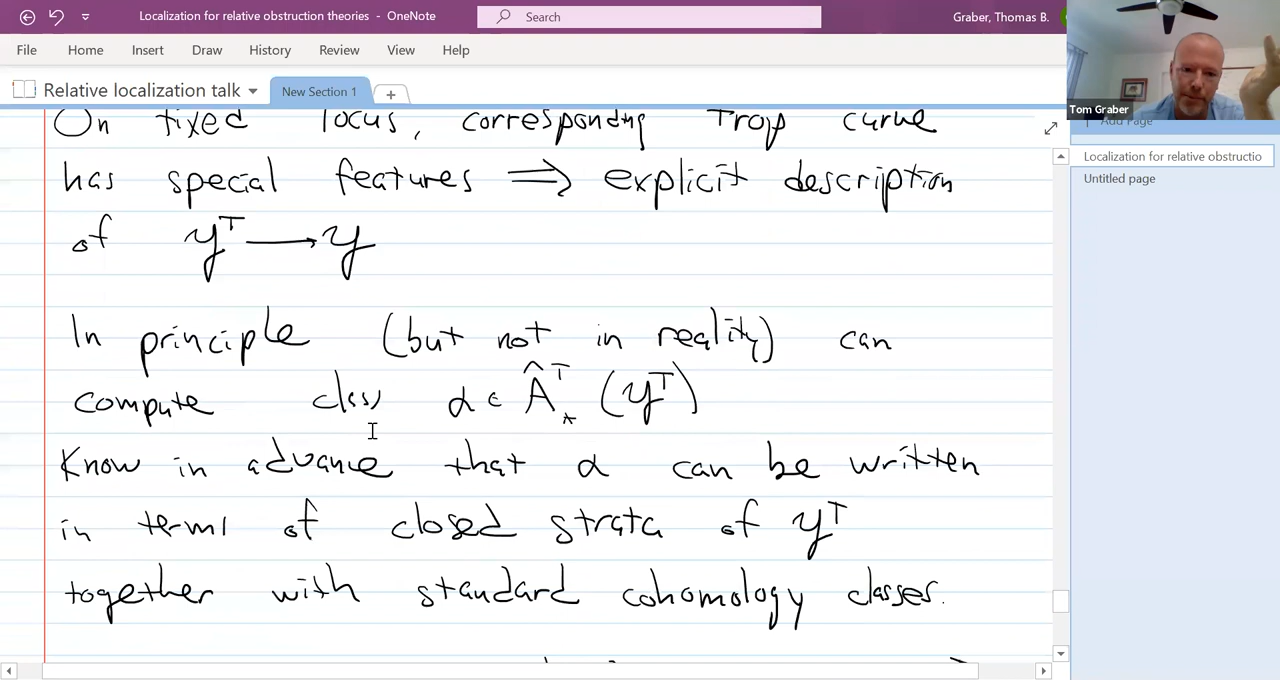 Localization for relative obstruction theories - OneNote
Search
Graber, Thomas B.
File Home Insert Draw History Review View Help
Relative localization talk
New Section 1
Tom Graber
Add Page
Localization for relative obstructio
Untitled page
On fixed locus, corresponding Trop curve
has special features ⟹ explicit description
of 𝒴^T ⟶ 𝒴
In principle (but not in reality) can
compute class α ∈ Â_*^T (𝒴^T)
Know in advance that α can be written
in terms of closed strata of 𝒴^T
together with standard cohomology classes.